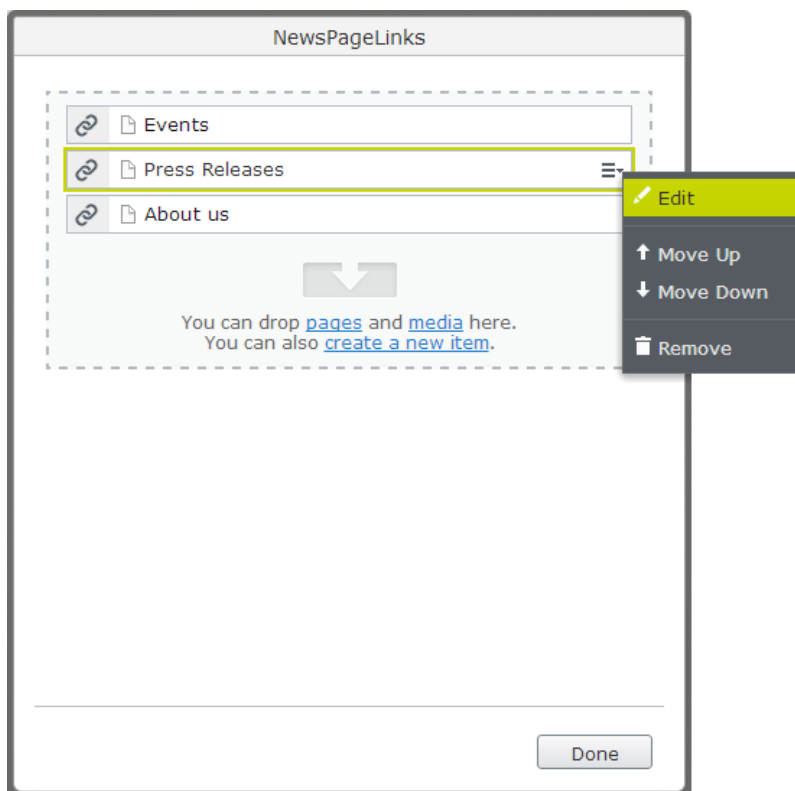 NewsPageLinks
Events
Press Releases
About us
Edit
Move Up
Move Down
Remove
You can drop pages and media here.
You can also create a new item.
Done